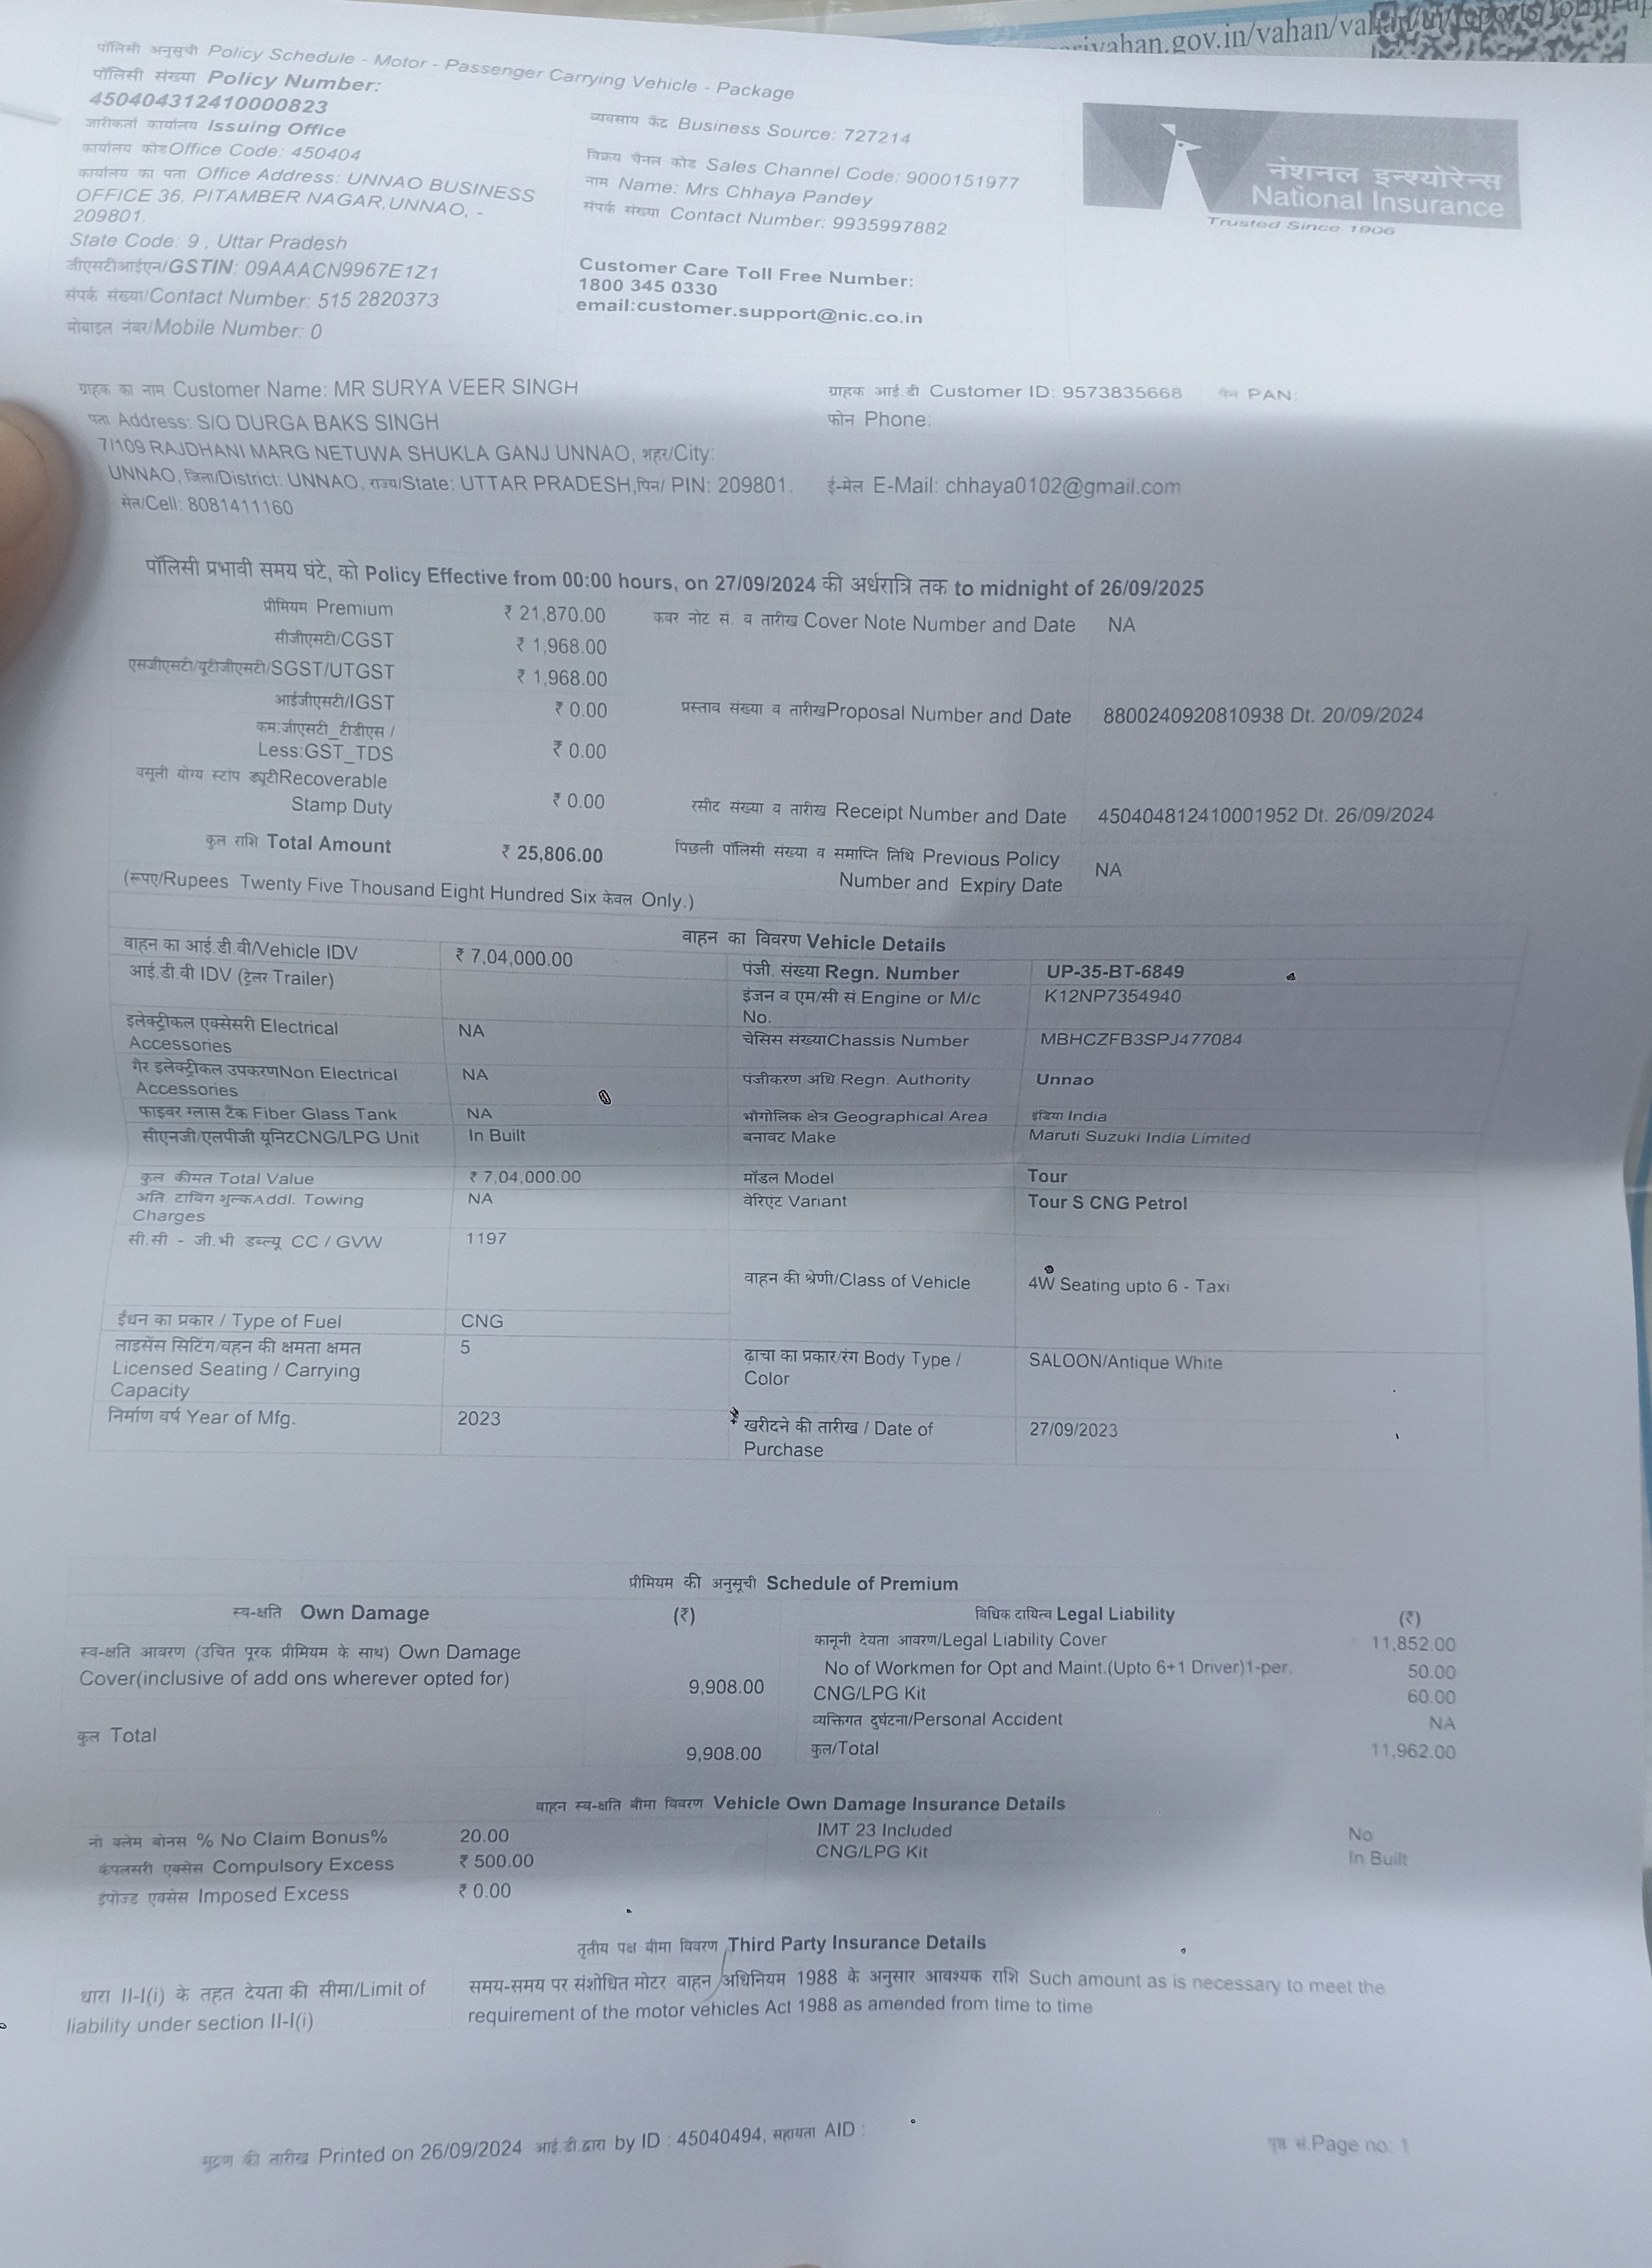 parivahan.gov.in/vahan/vahan/ui/reports/
पॉलिसी अनुसूची Policy Schedule - Motor - Passenger Carrying Vehicle - Package
पॉलिसी संख्या Policy Number:
450404312410000823
जारीकर्ता कार्यालय Issuing Office
कार्यालय कोडOffice Code: 450404
कार्यालय का पता Office Address: UNNAO BUSINESS
OFFICE 36, PITAMBER NAGAR,UNNAO, -
209801.
State Code: 9 , Uttar Pradesh
जीएसटीआईएन/GSTIN: 09AAACN9967E1Z1
संपर्क संख्या/Contact Number: 515 2820373
मोबाइल नंबर/Mobile Number: 0
व्यवसाय केंद्र Business Source: 727214
विक्रय चैनल कोड Sales Channel Code: 9000151977
नाम Name: Mrs Chhaya Pandey
संपर्क संख्या Contact Number: 9935997882
Customer Care Toll Free Number:
1800 345 0330
email:customer.support@nic.co.in
नेशनल इन्श्योरेन्स
National Insurance
Trusted Since 1906
ग्राहक का नाम Customer Name: MR SURYA VEER SINGH
ग्राहक आई.डी Customer ID: 9573835668 पैन PAN:
पता Address: S/O DURGA BAKS SINGH
फोन Phone:
7/109 RAJDHANI MARG NETUWA SHUKLA GANJ UNNAO, शहर/City:
UNNAO, जिला/District: UNNAO, राज्य/State: UTTAR PRADESH,पिन/ PIN: 209801.
ई-मेल E-Mail: chhaya0102@gmail.com
सेल/Cell: 8081411160
पॉलिसी प्रभावी समय घंटे, को Policy Effective from 00:00 hours, on 27/09/2024 की अर्धरात्रि तक to midnight of 26/09/2025
प्रीमियम Premium ₹ 21,870.00 कवर नोट सं. व तारीख Cover Note Number and Date NA
सीजीएसटी/CGST ₹ 1,968.00
एसजीएसटी/यूटीजीएसटी/SGST/UTGST ₹ 1,968.00
आईजीएसटी/IGST ₹ 0.00 प्रस्ताव संख्या व तारीखProposal Number and Date 8800240920810938 Dt. 20/09/2024
कम:जीएसटी_टीडीएस /
Less:GST_TDS ₹ 0.00
वसूली योग्य स्टांप ड्यूटीRecoverable
Stamp Duty ₹ 0.00 रसीद संख्या व तारीख Receipt Number and Date 450404812410001952 Dt. 26/09/2024
कुल राशि Total Amount ₹ 25,806.00 पिछली पॉलिसी संख्या व समाप्ति तिथि Previous Policy
Number and Expiry Date NA
(रूपए/Rupees Twenty Five Thousand Eight Hundred Six केवल Only.)
वाहन का विवरण Vehicle Details
वाहन का आई.डी.वी/Vehicle IDV ₹ 7,04,000.00 पंजी. संख्या Regn. Number UP-35-BT-6849
आई.डी.वी IDV (ट्रेलर Trailer) इंजन व एम/सी सं.Engine or M/c
No. K12NP7354940
इलेक्ट्रीकल एक्सेसरी Electrical
Accessories NA चेसिस संख्याChassis Number MBHCZFB3SPJ477084
गैर इलेक्ट्रीकल उपकरणNon Electrical
Accessories NA पंजीकरण अधि.Regn. Authority Unnao
फाइबर ग्लास टैंक Fiber Glass Tank NA भौगोलिक क्षेत्र Geographical Area इंडिया India
सीएनजी/एलपीजी यूनिटCNG/LPG Unit In Built बनावट Make Maruti Suzuki India Limited
कुल कीमत Total Value ₹ 7,04,000.00 मॉडल Model Tour
अति. टायिंग शुल्कAddl. Towing
Charges NA वेरिएंट Variant Tour S CNG Petrol
सी.सी - जी.भी डब्ल्यू CC / GVW 1197
वाहन की श्रेणी/Class of Vehicle 4W Seating upto 6 - Taxi
ईंधन का प्रकार / Type of Fuel CNG
लाइसेंस सिटिंग/वहन की क्षमता क्षमत
Licensed Seating / Carrying
Capacity 5 ढ़ाचा का प्रकार/रंग Body Type /
Color SALOON/Antique White
निर्माण वर्ष Year of Mfg. 2023 खरीदने की तारीख / Date of
Purchase 27/09/2023
प्रीमियम की अनुसूची Schedule of Premium
स्व-क्षति Own Damage (₹) विधिक दायित्व Legal Liability (₹)
स्व-क्षति आवरण (उचित पूरक प्रीमियम के साथ) Own Damage
Cover(inclusive of add ons wherever opted for) 9,908.00
कानूनी देयता आवरण/Legal Liability Cover 11,852.00
No of Workmen for Opt and Maint.(Upto 6+1 Driver)1-per. 50.00
CNG/LPG Kit 60.00
व्यक्तिगत दुर्घटना/Personal Accident NA
कुल Total 9,908.00 कुल/Total 11,962.00
वाहन स्व-क्षति बीमा विवरण Vehicle Own Damage Insurance Details
नो क्लेम बोनस % No Claim Bonus% 20.00 IMT 23 Included No
कंपलसरी एक्सेस Compulsory Excess ₹ 500.00 CNG/LPG Kit In Built
इंपोज्ड एक्सेस Imposed Excess ₹ 0.00
तृतीय पक्ष बीमा विवरण Third Party Insurance Details
धारा II-I(i) के तहत देयता की सीमा/Limit of
liability under section II-I(i)
समय-समय पर संशोधित मोटर वाहन अधिनियम 1988 के अनुसार आवश्यक राशि Such amount as is necessary to meet the
requirement of the motor vehicles Act 1988 as amended from time to time
मुद्रण की तारीख Printed on 26/09/2024 आई.डी.द्वारा by ID : 45040494, सहायता AID :
पृष्ठ सं.Page no: 1